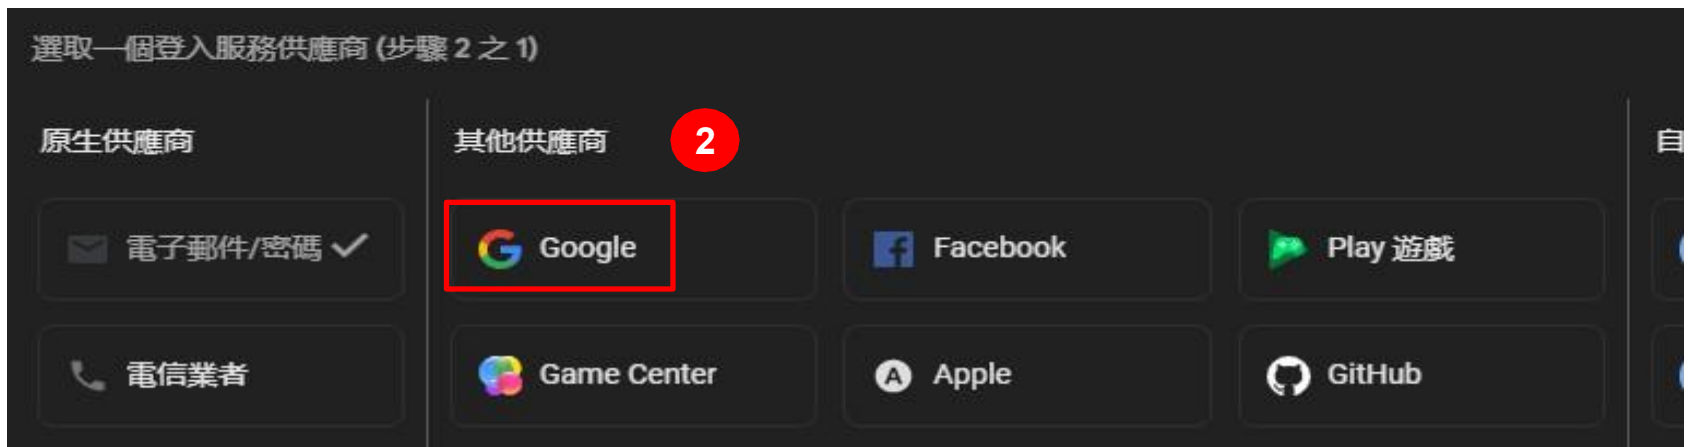 選取一個登入服務供應商 (步驟 2 之 1)
原生供應商
其他供應商
2
自
電子郵件/密碼
Google
Facebook
Play 遊戲
電信業者
Game Center
Apple
GitHub